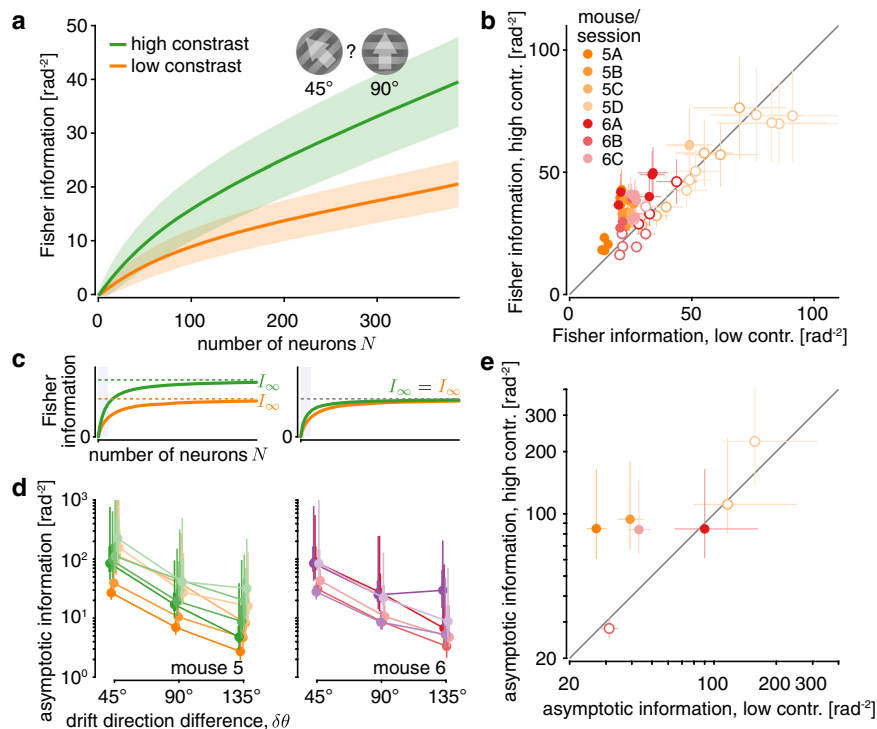 a
Fisher information [rad-2]
50
40
30
20
10
0
high constrast
low constrast
?
45° 90°
0 100 200 300
number of neurons N
b
Fisher information, high contr. [rad-2]
100
50
0
mouse/
session
5A
5B
5C
5D
6A
6B
6C
0 50 100
Fisher information, low contr. [rad-2]
c
Fisher
information
0
I∞
I∞
number of neurons N
0
I∞ = I∞
d
asymptotic information [rad-2]
10³
10²
10¹
10⁰
mouse 5
mouse 6
45° 90° 135°
45° 90° 135°
drift direction difference, δθ
e
asymptotic information, high contr. [rad-2]
300
200
100
20
20 100 200 300
asymptotic information, low contr. [rad-2]